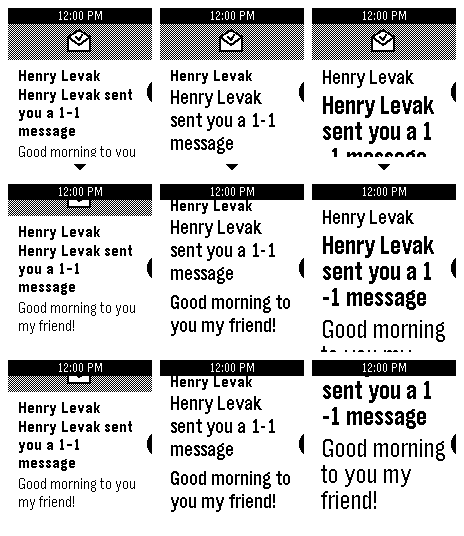 12:00 PM
Henry Levak
Henry Levak sent
you a 1-1
message
Good morning to you
12:00 PM
Henry Levak
Henry Levak
sent you a 1-1
message
12:00 PM
Henry Levak
Henry Levak
sent you a 1
-1 message
12:00 PM
Henry Levak
Henry Levak sent
you a 1-1
message
Good morning to you
my friend!
12:00 PM
Henry Levak
Henry Levak
sent you a 1-1
message
Good morning to
you my friend!
12:00 PM
Henry Levak
Henry Levak
sent you a 1
-1 message
Good morning
to you my
12:00 PM
Henry Levak
Henry Levak sent
you a 1-1
message
Good morning to you
my friend!
12:00 PM
Henry Levak
Henry Levak
sent you a 1-1
message
Good morning to
you my friend!
12:00 PM
sent you a 1
-1 message
Good morning
to you my
friend!